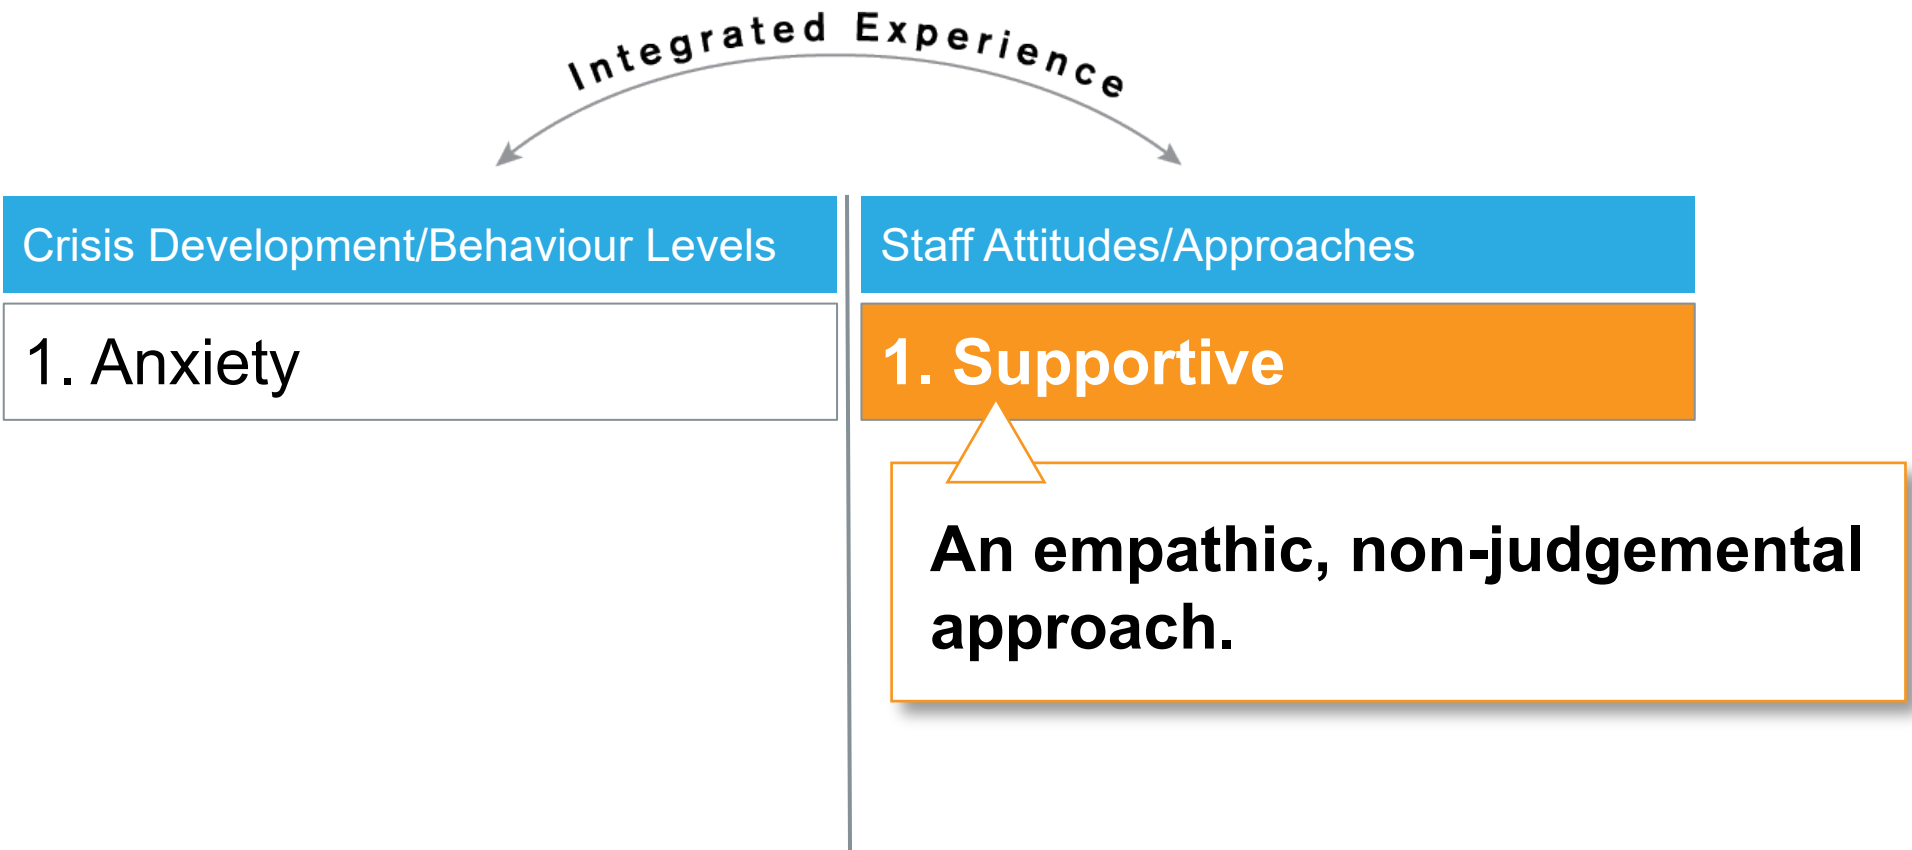 Integrated Experience
Crisis Development/Behaviour Levels
Staff Attitudes/Approaches
1. Anxiety
1. Supportive
An empathic, non-judgemental
approach.